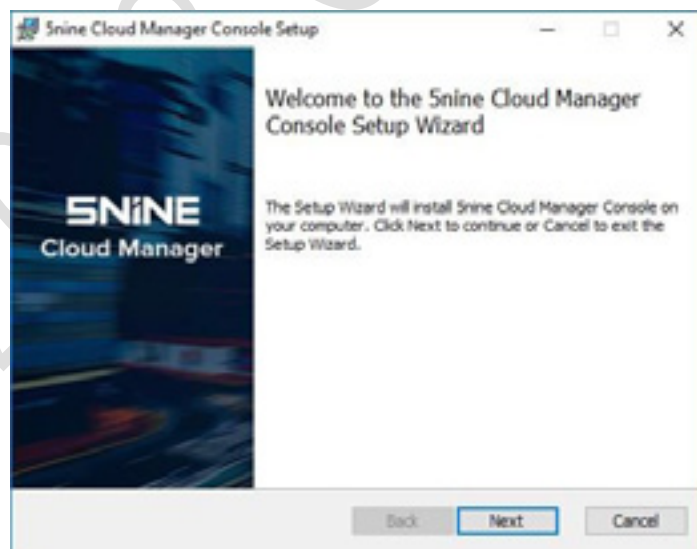 5nine Cloud Manager Console Setup
Welcome to the 5nine Cloud Manager
Console Setup Wizard
5NiNE
Cloud Manager
The Setup Wizard will install 5nine Cloud Manager Console on
your computer. Click Next to continue or Cancel to exit the
Setup Wizard.
Back
Next
Cancel